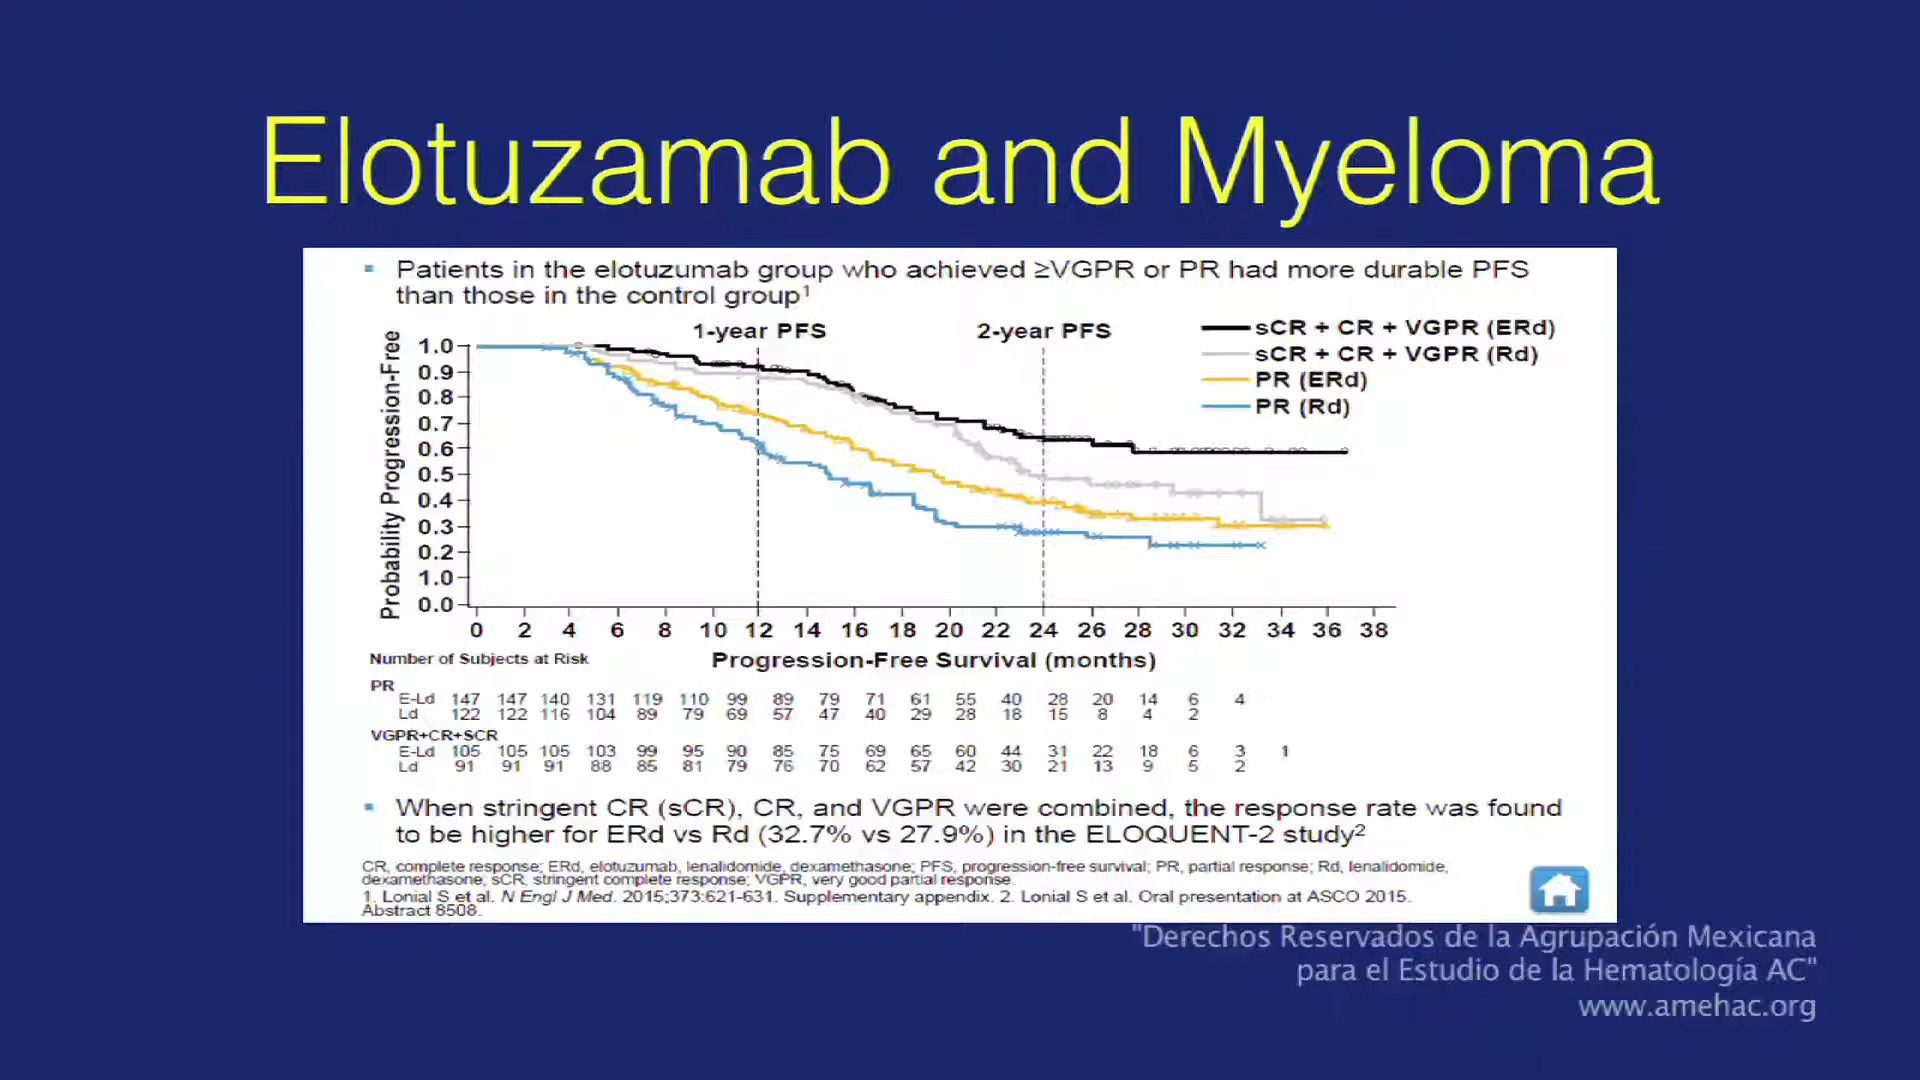 Elotuzamab and Myeloma
▪ Patients in the elotuzumab group who achieved ≥VGPR or PR had more durable PFS
than those in the control group¹
1-year PFS
2-year PFS
sCR + CR + VGPR (ERd)
sCR + CR + VGPR (Rd)
PR (ERd)
PR (Rd)
Probability Progression-Free
1.0
0.9
0.8
0.7
0.6
0.5
0.4
0.3
0.2
1.0
0.0
0 2 4 6 8 10 12 14 16 18 20 22 24 26 28 30 32 34 36 38
Number of Subjects at Risk
Progression-Free Survival (months)
PR
E-Ld 147 147 140 131 119 110 99 89 79 71 61 55 40 28 20 14 6 4
Ld 122 122 116 104 89 79 69 57 47 40 29 28 18 15 8 4 2
VGPR+CR+SCR
E-Ld 105 105 105 103 99 95 90 85 75 69 65 60 44 31 22 18 6 3 1
Ld 91 91 91 88 85 81 79 76 70 62 57 42 30 21 13 9 5 2
▪ When stringent CR (sCR), CR, and VGPR were combined, the response rate was found
to be higher for ERd vs Rd (32.7% vs 27.9%) in the ELOQUENT-2 study²
CR, complete response; ERd, elotuzumab, lenalidomide, dexamethasone; PFS, progression-free survival; PR, partial response; Rd, lenalidomide,
dexamethasone; sCR, stringent complete response; VGPR, very good partial response.
1. Lonial S et al. N Engl J Med. 2015;373:621-631. Supplementary appendix. 2. Lonial S et al. Oral presentation at ASCO 2015.
Abstract 8508.
"Derechos Reservados de la Agrupación Mexicana
para el Estudio de la Hematología AC"
www.amehac.org